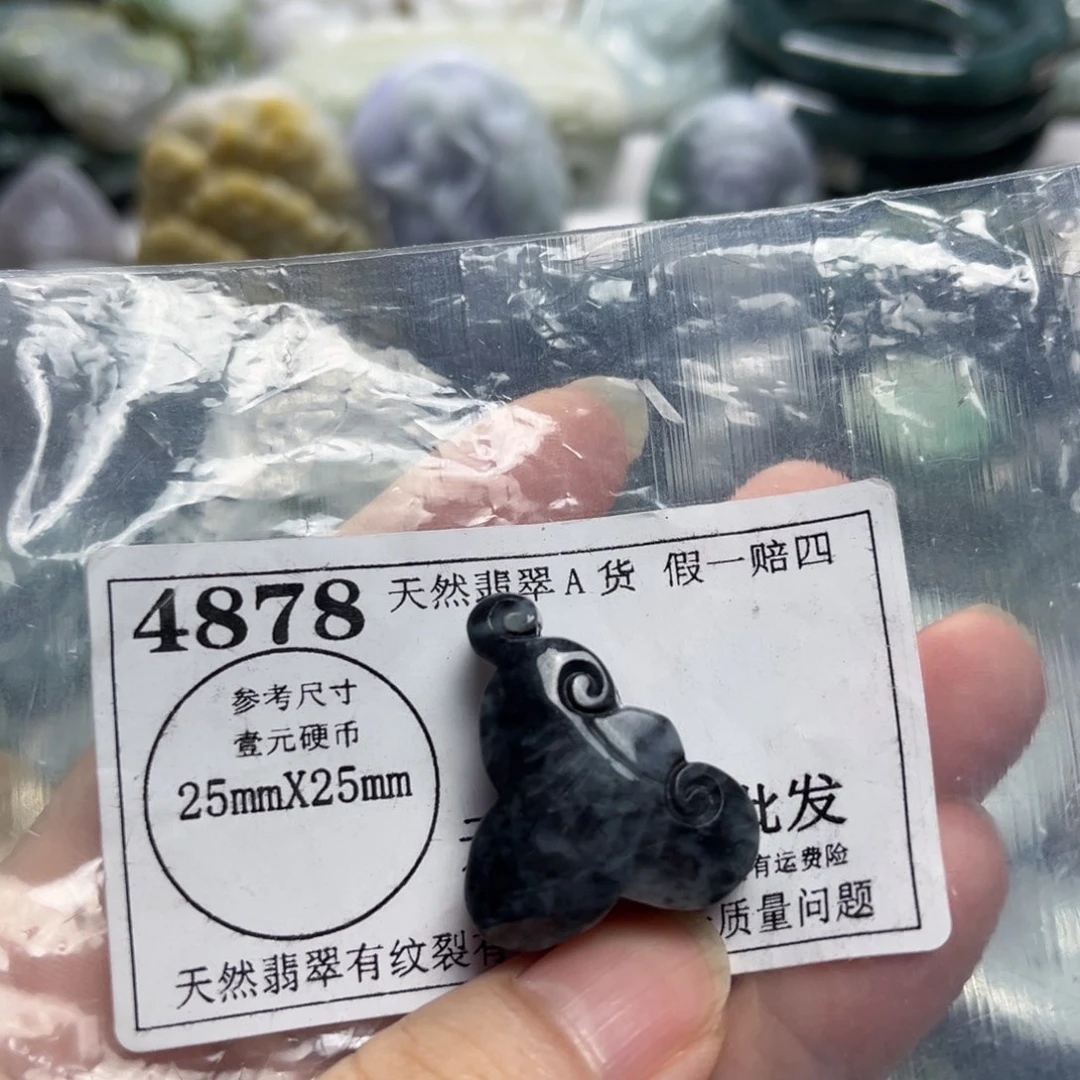 4878 天然翡翠A货 假一赔四
参考尺寸
壹元硬币
25mmX25mm
批发
有运费险
质量问题
天然翡翠有纹裂有